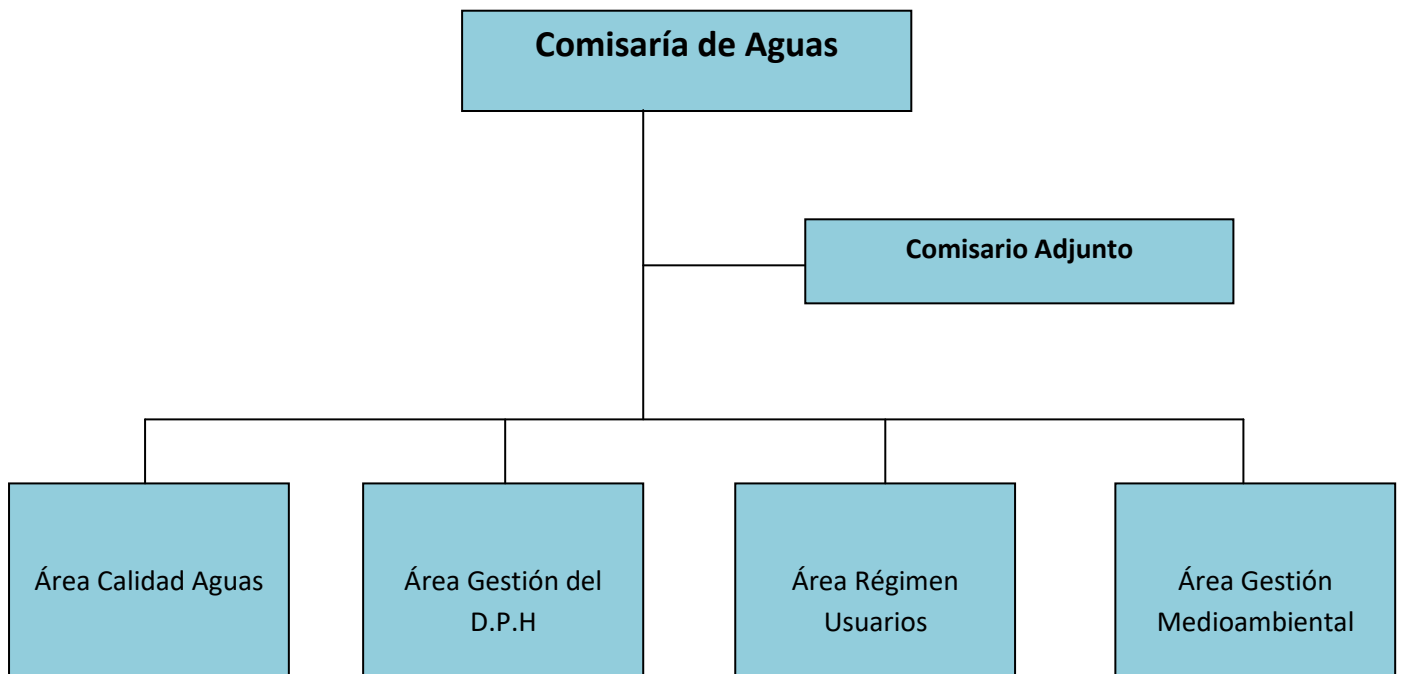 Comisaría de Aguas
Comisario Adjunto
Área Calidad Aguas
Área Gestión del
D.P.H
Área Régimen
Usuarios
Área Gestión
Medioambiental